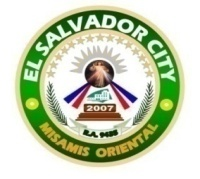 EL SALVADOR CITY
2007
R.A. 9435
MISAMIS ORIENTAL